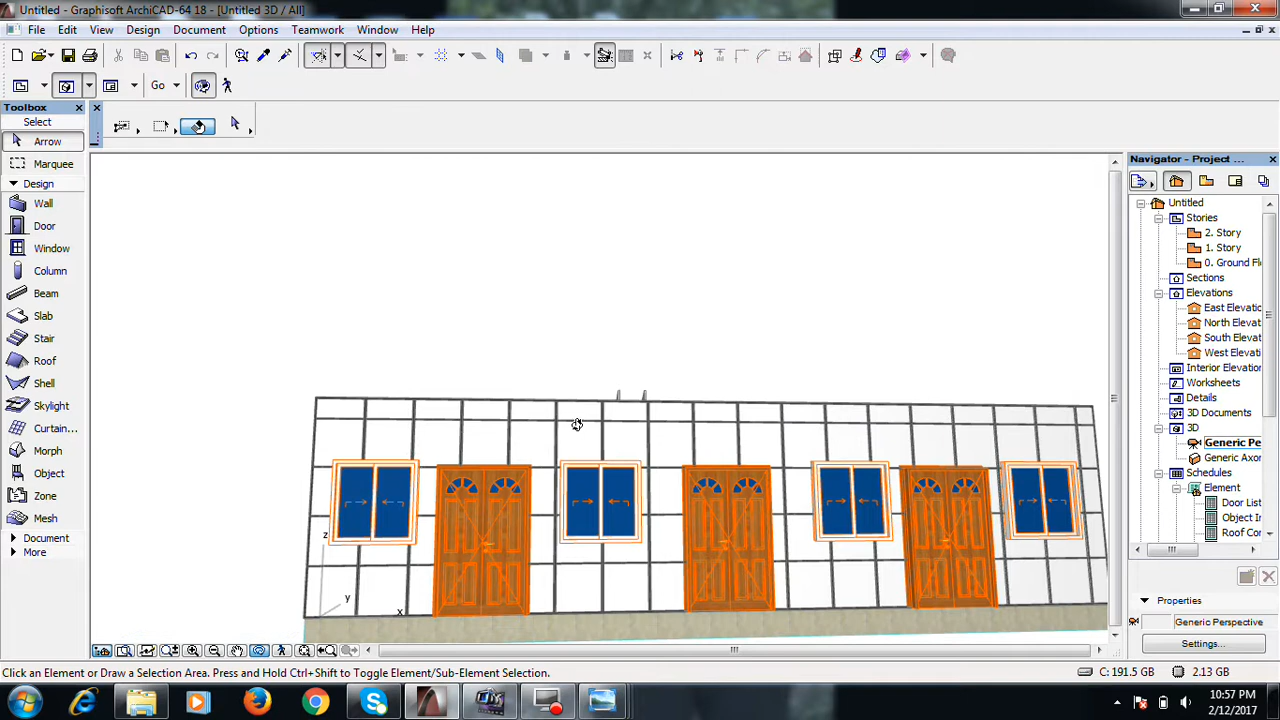 Untitled - Graphisoft ArchiCAD-64 18 - [Untitled 3D / All]
File Edit View Design Document Options Teamwork Window Help
Go
Toolbox
Select
Arrow
Marquee
Design
Wall
Door
Window
Column
Beam
Slab
Stair
Roof
Shell
Skylight
Curtain...
Morph
Object
Zone
Mesh
Document
More
z
y
x
Navigator - Project ...
Untitled
Stories
2. Story
1. Story
0. Ground Fl
Sections
Elevations
East Elevati
North Elevat
South Elevat
West Elevati
Interior Elevation
Worksheets
Details
3D Documents
3D
Generic Pe
Generic Axon
Schedules
Element
Door List
Object In
Roof Cor
Properties
Generic Perspective
Settings...
Click an Element or Draw a Selection Area. Press and Hold Ctrl+Shift to Toggle Element/Sub-Element Selection.
C: 191.5 GB
2.13 GB
10:57 PM
2/12/2017